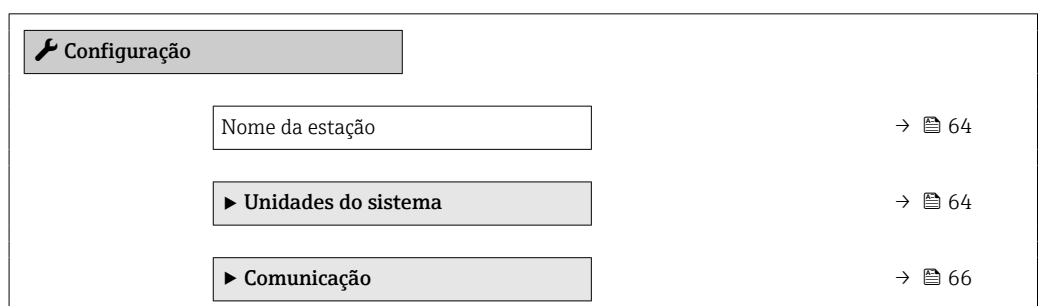 Configuração
Nome da estação → 64
▶ Unidades do sistema → 64
▶ Comunicação → 66